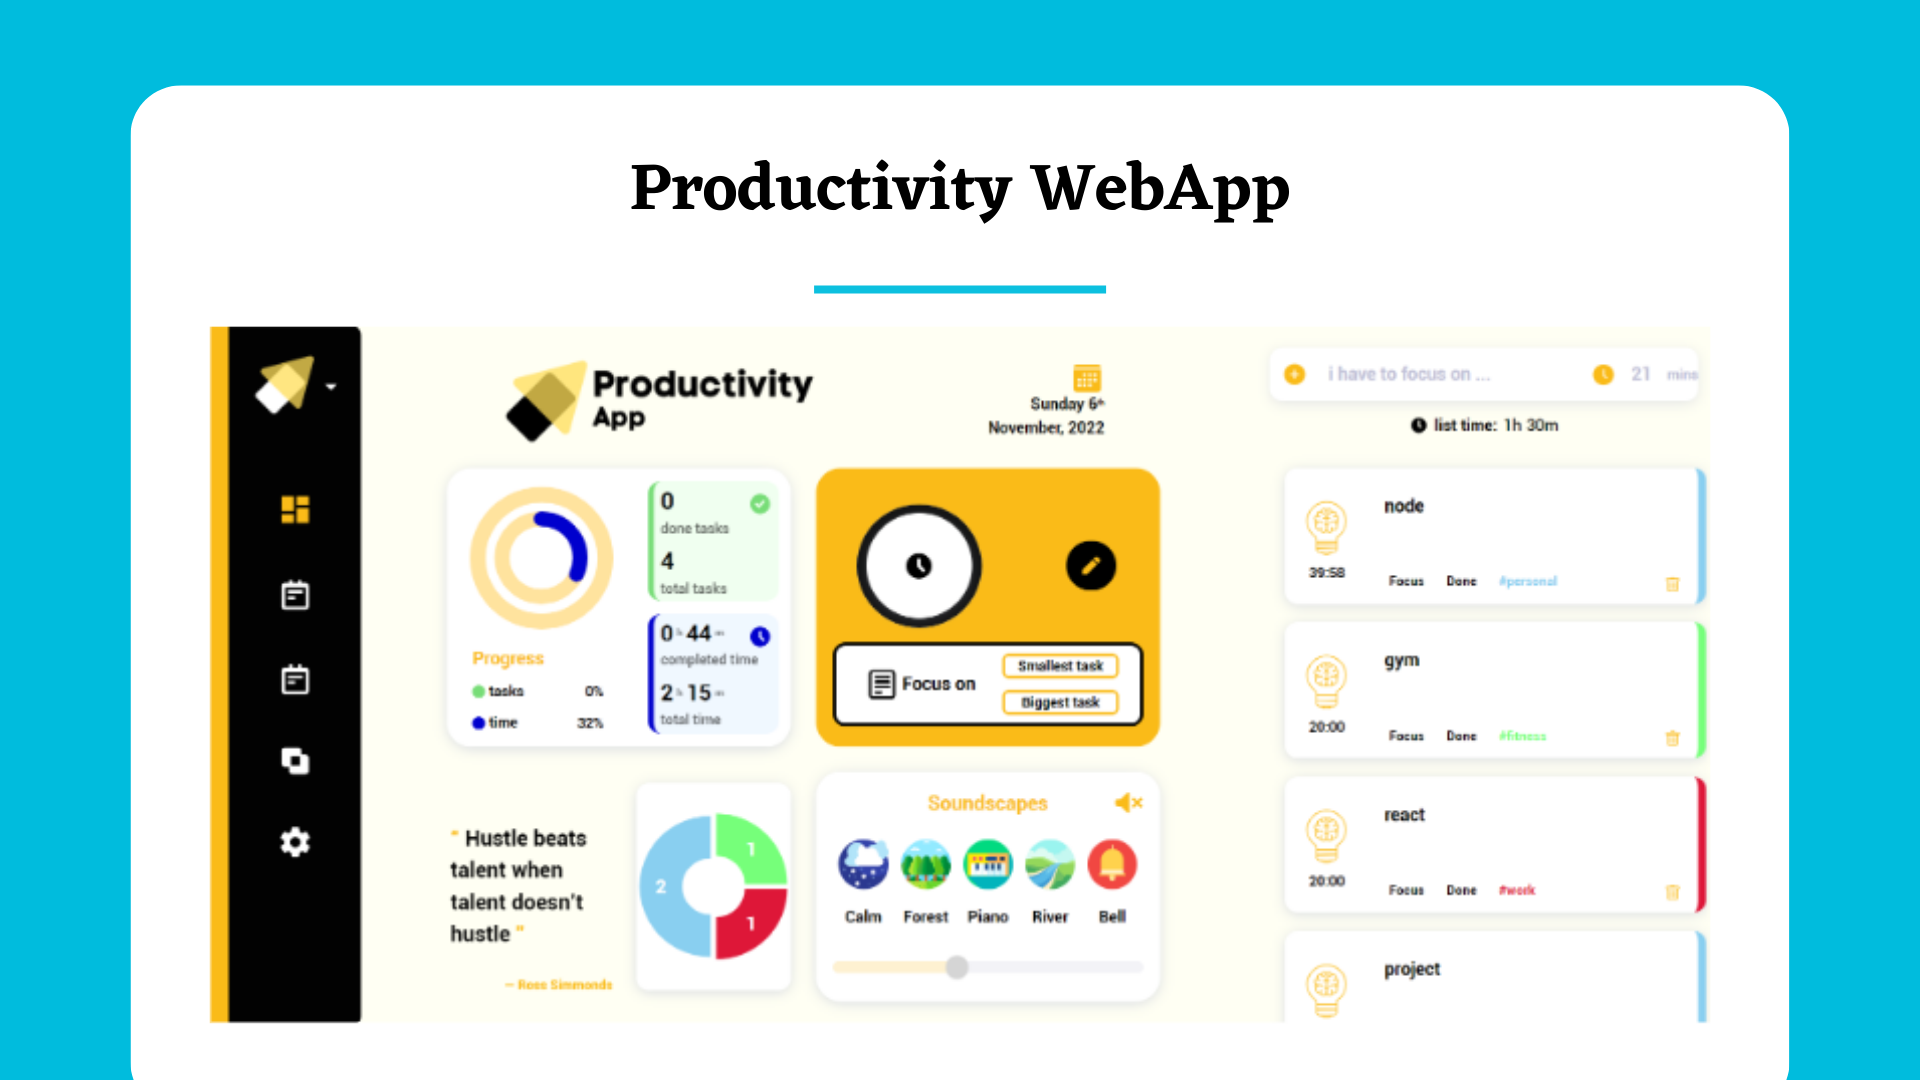 Productivity WebApp
Productivity
App
Sunday 6th
November, 2022
i have to focus on ...
21 mins
list time: 1h 30m
0
done tasks
4
total tasks
0 h 44 m
completed time
2 h 15 m
total time
Progress
tasks 0%
time 32%
Focus on
Smallest task
Biggest task
node
39:58
Focus Done #personal
gym
20:00
Focus Done #fitness
react
20:00
Focus Done #work
project
" Hustle beats
talent when
talent doesn't
hustle "
— Ross Simmonds
2
1
1
Soundscapes
Calm Forest Piano River Bell